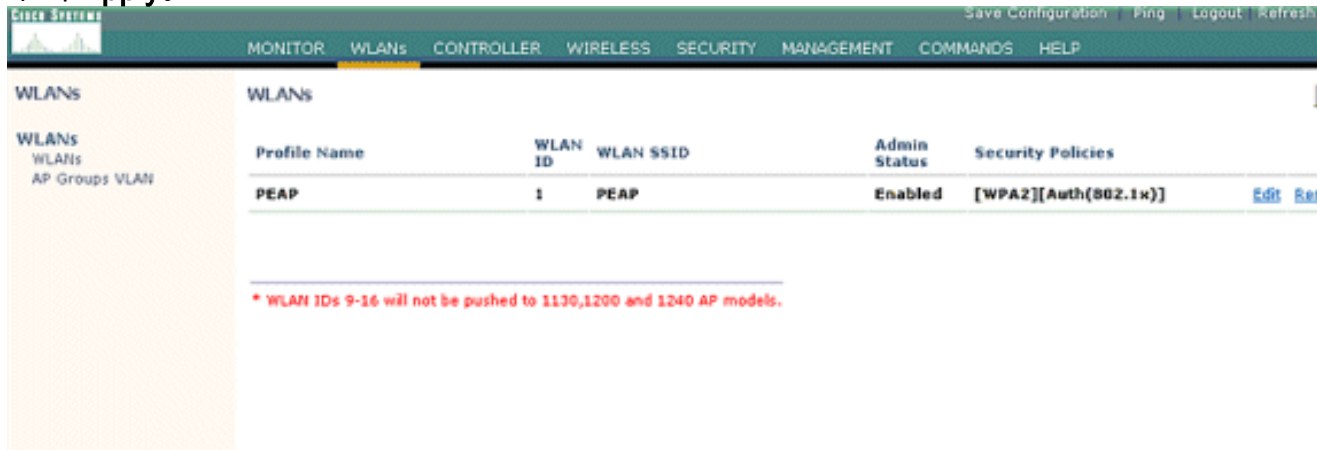 Cisco Systems
Save Configuration | Ping | Logout | Refresh
MONITOR WLANs CONTROLLER WIRELESS SECURITY MANAGEMENT COMMANDS HELP
WLANs
WLANs
WLANs
AP Groups VLAN
WLANs
Profile Name WLAN ID WLAN SSID Admin Status Security Policies
PEAP 1 PEAP Enabled [WPA2][Auth(802.1x)] Edit
* WLAN IDs 9-16 will not be pushed to 1130,1200 and 1240 AP models.